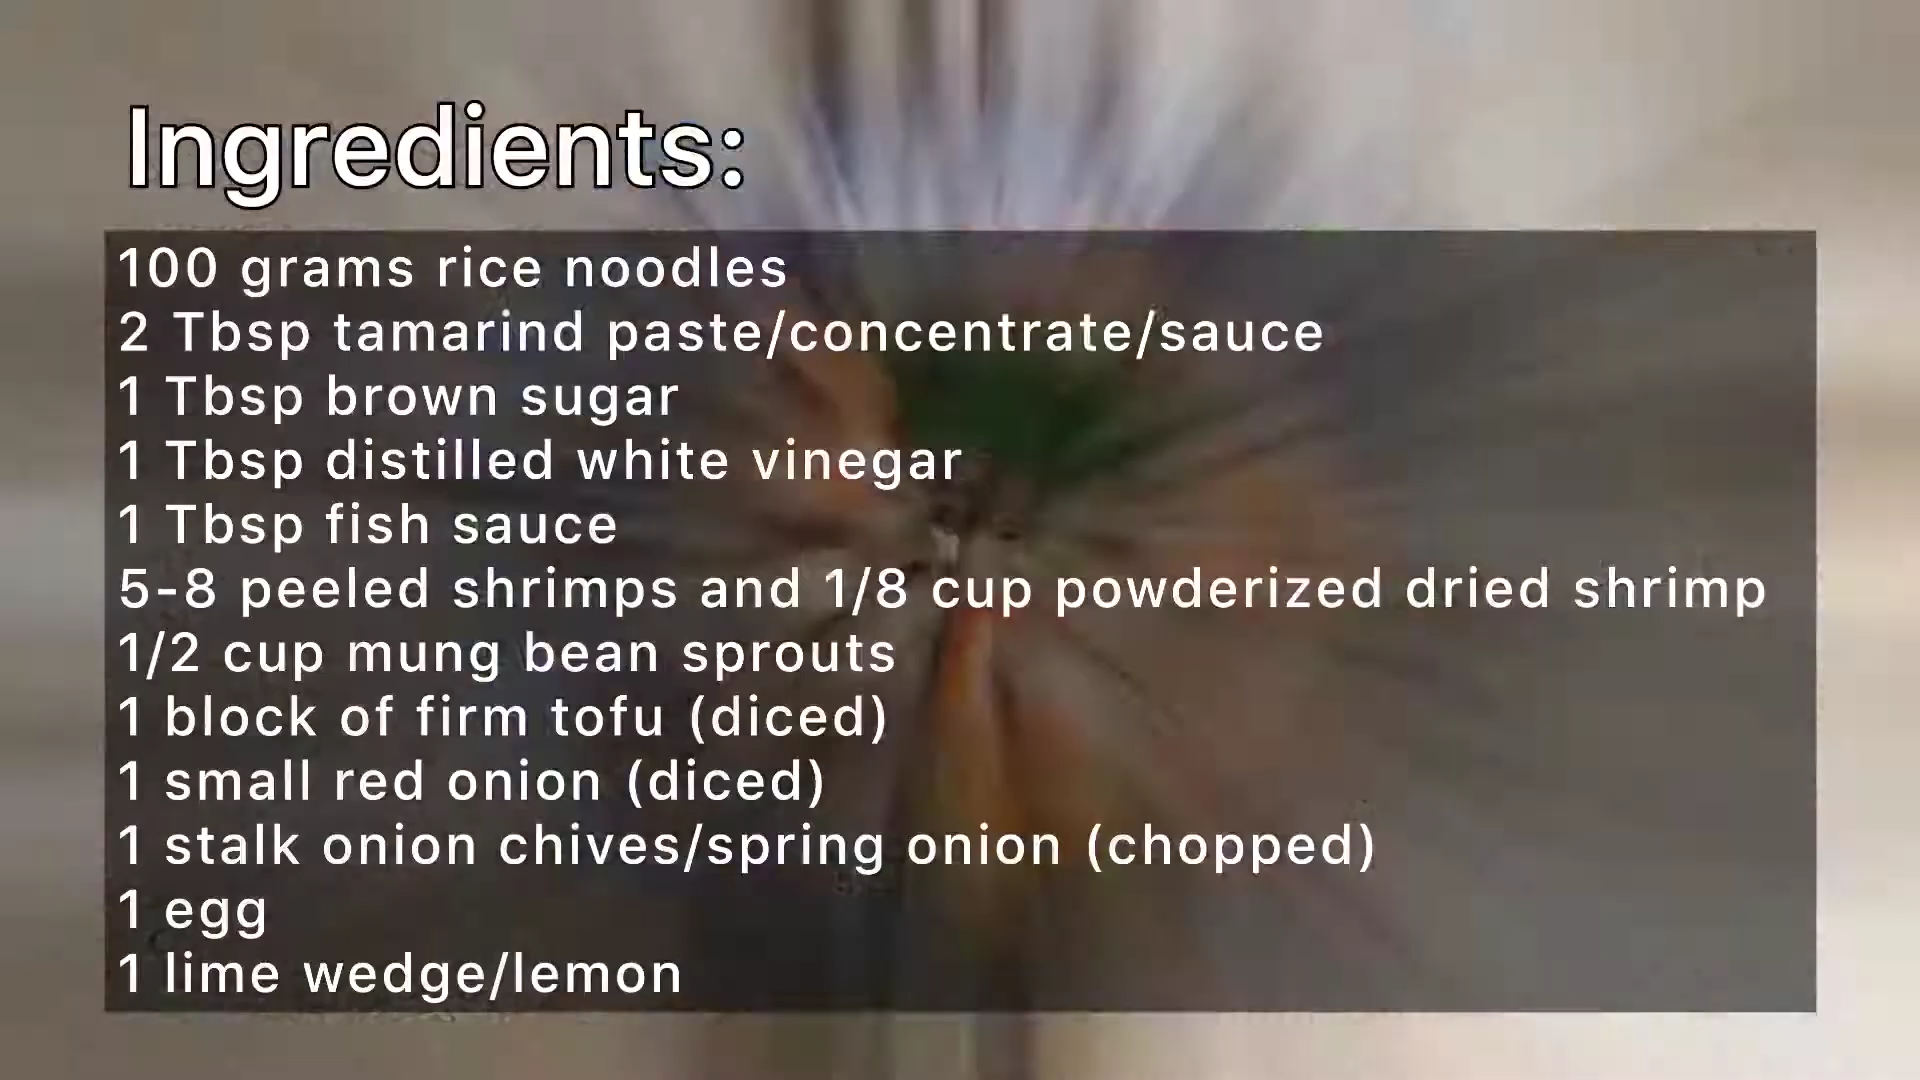 Ingredients:
100 grams rice noodles
2 Tbsp tamarind paste/concentrate/sauce
1 Tbsp brown sugar
1 Tbsp distilled white vinegar
1 Tbsp fish sauce
5-8 peeled shrimps and 1/8 cup powderized dried shrimp
1/2 cup mung bean sprouts
1 block of firm tofu (diced)
1 small red onion (diced)
1 stalk onion chives/spring onion (chopped)
1 egg
1 lime wedge/lemon